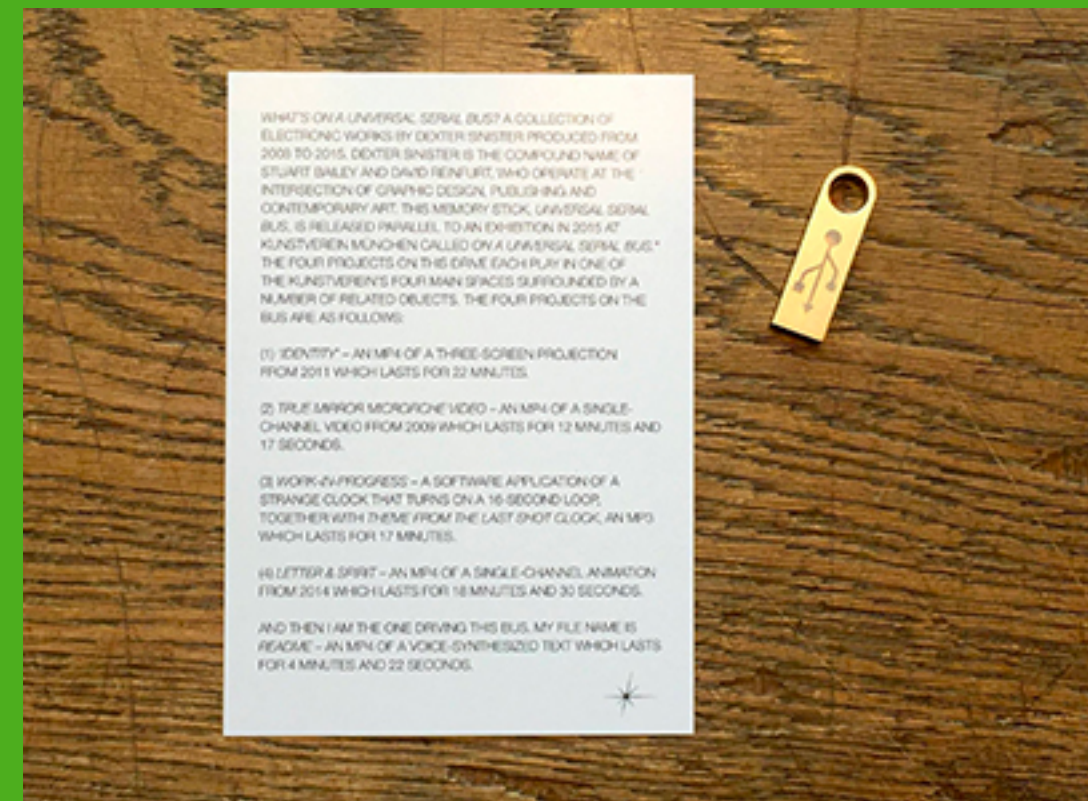 WHAT'S ON A UNIVERSAL SERIAL BUS? A COLLECTION OF
ELECTRONIC WORKS BY DEXTER SINISTER PRODUCED FROM
2008 TO 2015. DEXTER SINISTER IS THE COMPOUND NAME OF
STUART BAILEY AND DAVID REINFURT, WHO OPERATE AT THE
INTERSECTION OF GRAPHIC DESIGN, PUBLISHING AND
CONTEMPORARY ART. THIS MEMORY STICK, UNIVERSAL SERIAL
BUS, IS RELEASED PARALLEL TO AN EXHIBITION IN 2015 AT
KUNSTVEREIN MÜNCHEN CALLED ON A UNIVERSAL SERIAL BUS.*
THE FOUR PROJECTS ON THIS DRIVE EACH PLAY IN ONE OF
THE KUNSTVEREIN'S FOUR MAIN SPACES SURROUNDED BY A
NUMBER OF RELATED OBJECTS. THE FOUR PROJECTS ON THE
BUS ARE AS FOLLOWS:
(1) 'IDENTITY' – AN MP4 OF A THREE-SCREEN PROJECTION
FROM 2011 WHICH LASTS FOR 22 MINUTES.
(2) TRUE MIRROR MICROFICHE VIDEO – AN MP4 OF A SINGLE-
CHANNEL VIDEO FROM 2009 WHICH LASTS FOR 12 MINUTES AND
17 SECONDS.
(3) WORK-IN-PROGRESS – A SOFTWARE APPLICATION OF A
STRANGE CLOCK THAT TURNS ON A 16-SECOND LOOP,
TOGETHER WITH THEME FROM THE LAST SHOT CLOCK, AN MP3
WHICH LASTS FOR 17 MINUTES.
(4) LETTER & SPIRIT – AN MP4 OF A SINGLE-CHANNEL ANIMATION
FROM 2014 WHICH LASTS FOR 18 MINUTES AND 30 SECONDS.
AND THEN I AM THE ONE DRIVING THIS BUS. MY FILE NAME IS
README – AN MP4 OF A VOICE-SYNTHESIZED TEXT WHICH LASTS
FOR 4 MINUTES AND 22 SECONDS.